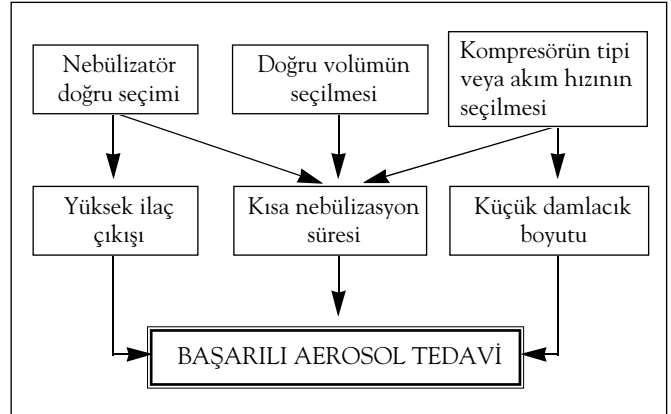 Nebülizatör
doğru seçimi
Doğru volümün
seçilmesi
Kompresörün tipi
veya akım hızının
seçilmesi
Yüksek ilaç
çıkışı
Kısa nebülizasyon
süresi
Küçük damlacık
boyutu
BAŞARILI AEROSOL TEDAVİ